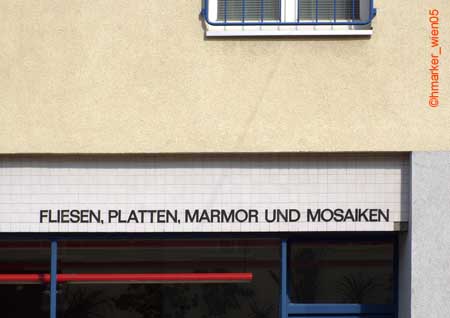 FLIESEN, PLATTEN, MARMOR UND MOSAIKEN
©hmarker_wien05